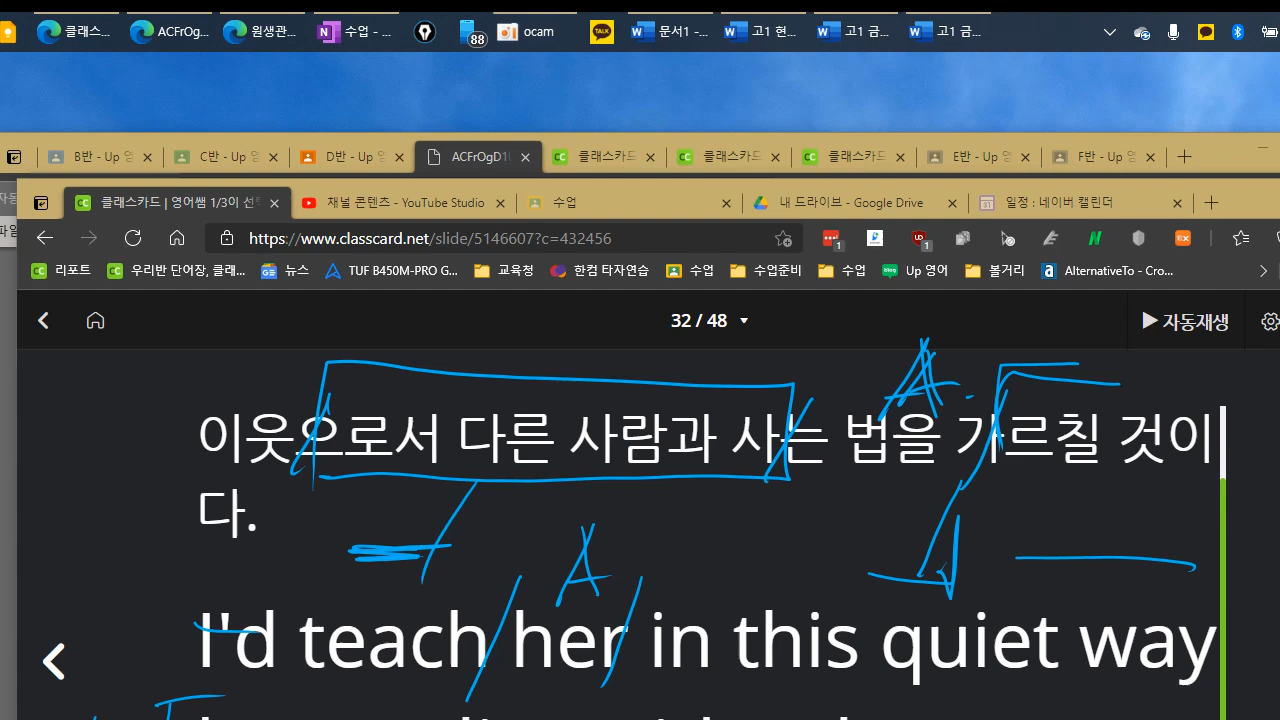 클래스...
ACFrOg...
원생관...
수업 - ...
88
ocam
TALK
문서1 - ...
고1 현...
고1 금...
고1 금...
B반 - Up 영
C반 - Up 영
D반 - Up 영
ACFrOgD1
클래스카드
클래스카드
클래스카드
E반 - Up 영
F반 - Up 영
클래스카드 | 영어쌤 1/3이 선택
채널 콘텐츠 - YouTube Studio
수업
내 드라이브 - Google Drive
일정 : 네이버 캘린더
https://www.classcard.net/slide/5146607?c=432456
리포트
우리반 단어장, 클래...
뉴스
TUF B450M-PRO G...
교육청
한컴 타자연습
수업
수업준비
수업
Up 영어
볼거리
AlternativeTo - Cro...
32 / 48
자동재생
이웃으로서 다른 사람과 사는 법을 가르칠 것이
다.
I'd teach her in this quiet way